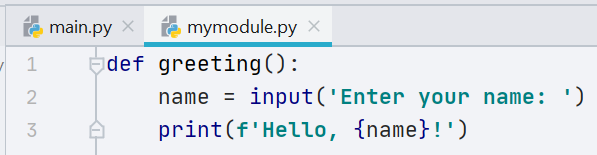 main.py mymodule.py
1 def greeting():
2 name = input('Enter your name: ')
3 print(f'Hello, {name}!')